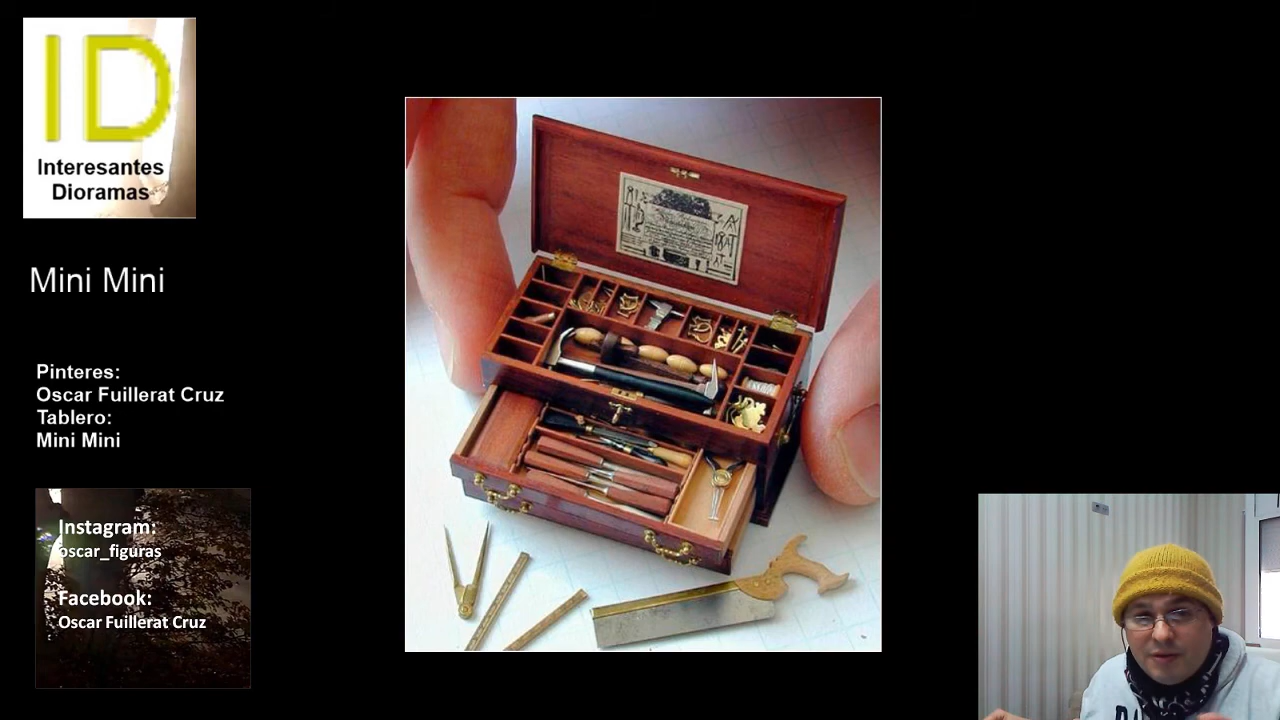 ID
Interesantes
Dioramas
Mini Mini
Pinteres:
Oscar Fuillerat Cruz
Tablero:
Mini Mini
Instagram:
oscar_figuras
Facebook:
Oscar Fuillerat Cruz